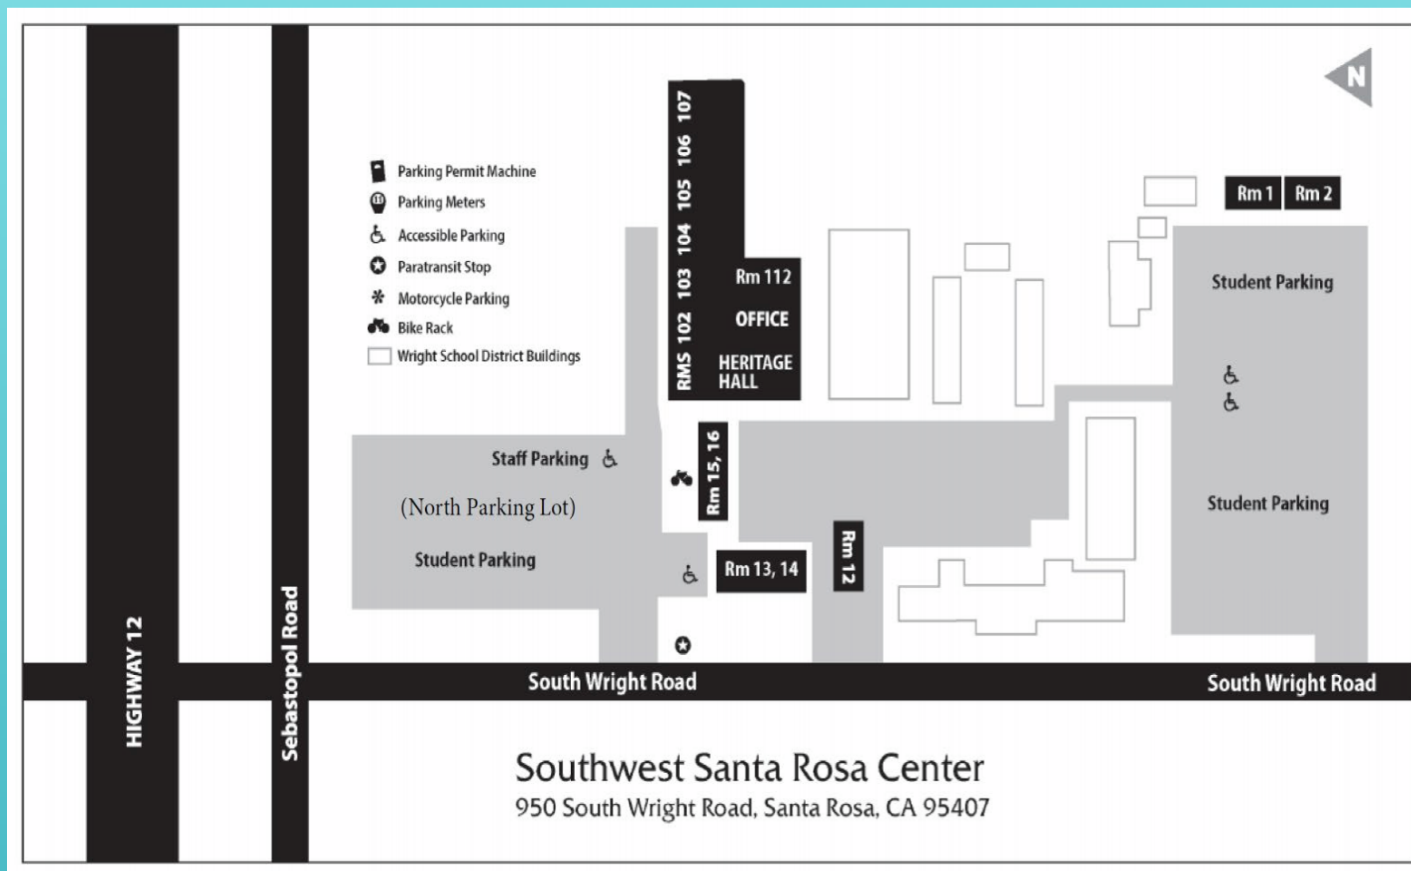 N
107
106
105
104
103
RMS 102
Rm 112
OFFICE
HERITAGE
HALL
Parking Permit Machine
Parking Meters
Accessible Parking
Paratransit Stop
Motorcycle Parking
Bike Rack
Wright School District Buildings
Rm 1
Rm 2
Student Parking
Staff Parking
(North Parking Lot)
Student Parking
Rm 15, 16
Rm 13, 14
Rm 12
Student Parking
HIGHWAY 12
Sebastopol Road
South Wright Road
South Wright Road
Southwest Santa Rosa Center
950 South Wright Road, Santa Rosa, CA 95407